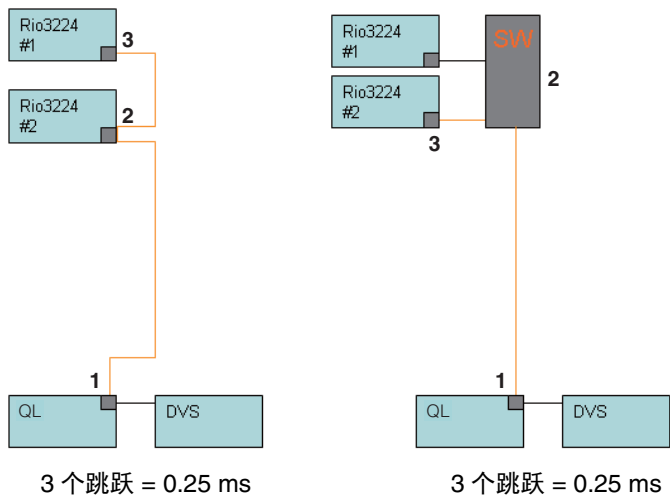 Rio3224
#1
3
Rio3224
#2
2
1
QL
DVS
3 个跳跃 = 0.25 ms
Rio3224
#1
SW
2
Rio3224
#2
3
1
QL
DVS
3 个跳跃 = 0.25 ms